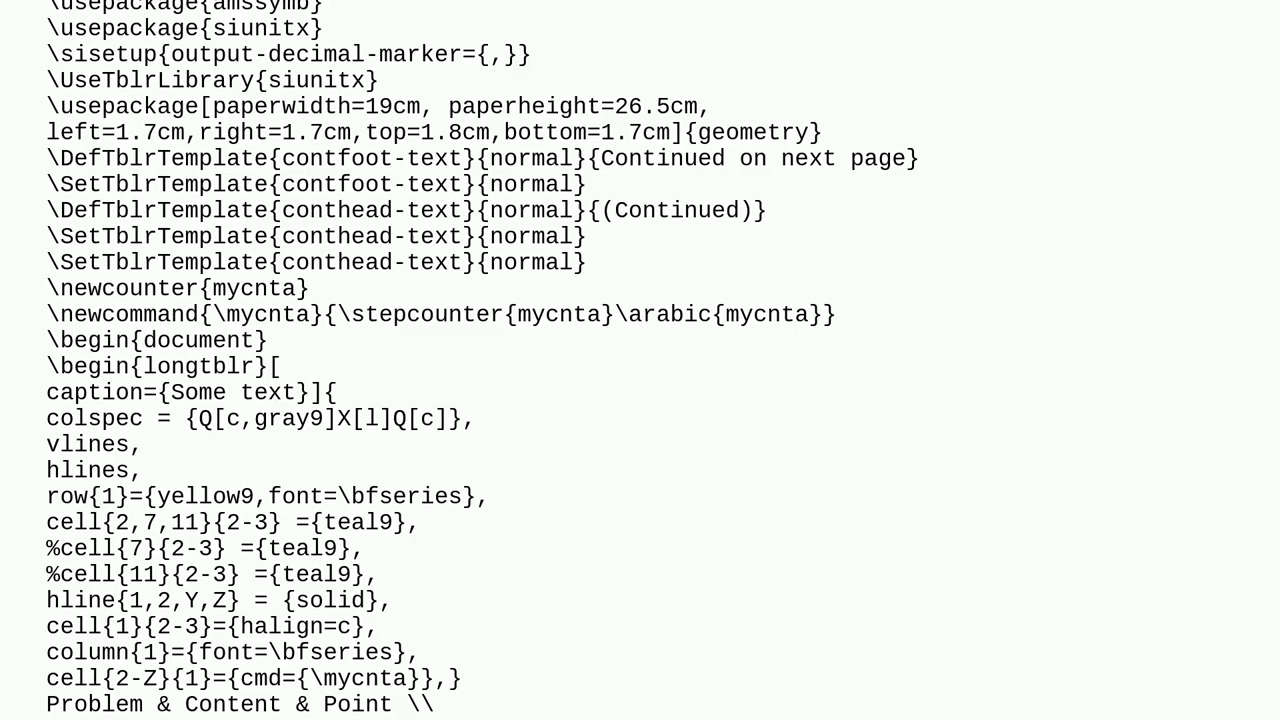 \usepackage{amssymb}
\usepackage{siunitx}
\sisetup{output-decimal-marker={,}}
\UseTblrLibrary{siunitx}
\usepackage[paperwidth=19cm, paperheight=26.5cm,
left=1.7cm,right=1.7cm,top=1.8cm,bottom=1.7cm]{geometry}
\DefTblrTemplate{contfoot-text}{normal}{Continued on next page}
\SetTblrTemplate{contfoot-text}{normal}
\DefTblrTemplate{conthead-text}{normal}{(Continued)}
\SetTblrTemplate{conthead-text}{normal}
\SetTblrTemplate{conthead-text}{normal}
\newcounter{mycnta}
\newcommand{\mycnta}{\stepcounter{mycnta}\arabic{mycnta}}
\begin{document}
\begin{longtblr}[
caption={Some text}]{
colspec = {Q[c,gray9]X[l]Q[c]},
vlines,
hlines,
row{1}={yellow9,font=\bfseries},
cell{2,7,11}{2-3} ={teal9},
%cell{7}{2-3} ={teal9},
%cell{11}{2-3} ={teal9},
hline{1,2,Y,Z} = {solid},
cell{1}{2-3}={halign=c},
column{1}={font=\bfseries},
cell{2-Z}{1}={cmd={\mycnta}},}
Problem & Content & Point \\